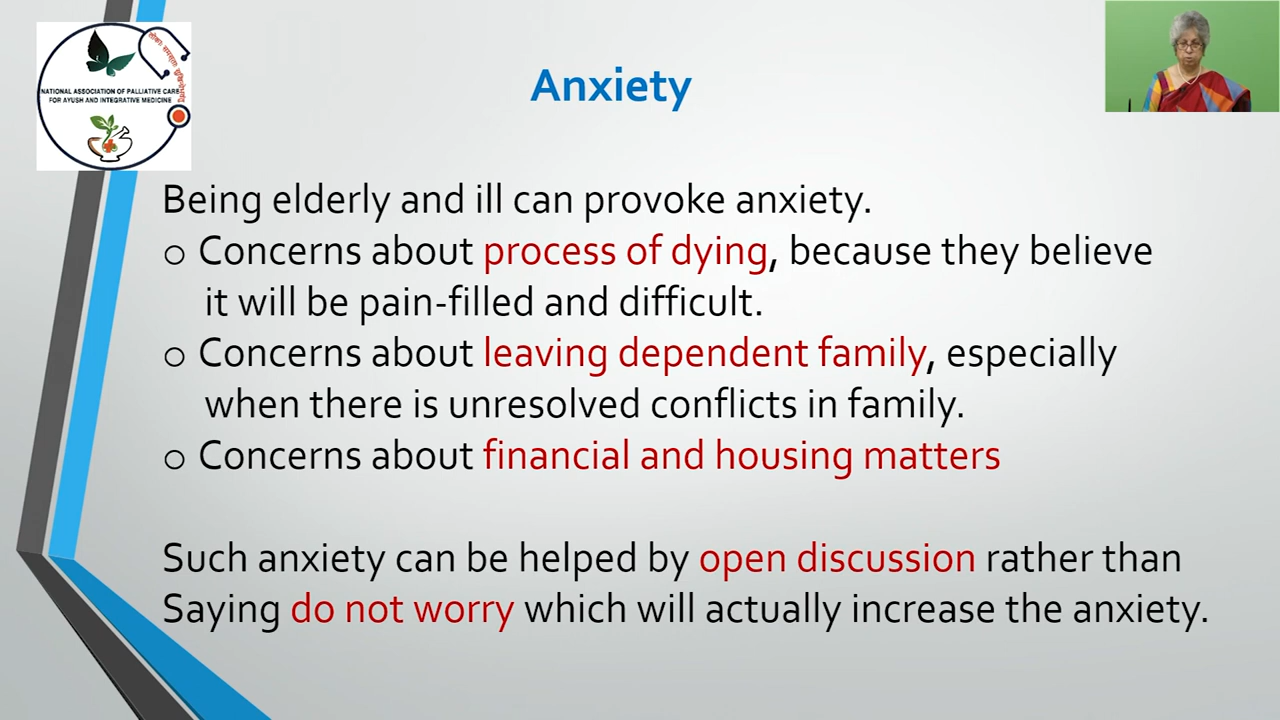 NATIONAL ASSOCIATION OF PALLIATIVE CARE
FOR AYUSH AND INTEGRATIVE MEDICINE
Anxiety
Being elderly and ill can provoke anxiety.
o Concerns about process of dying, because they believe
it will be pain-filled and difficult.
o Concerns about leaving dependent family, especially
when there is unresolved conflicts in family.
o Concerns about financial and housing matters
Such anxiety can be helped by open discussion rather than
Saying do not worry which will actually increase the anxiety.